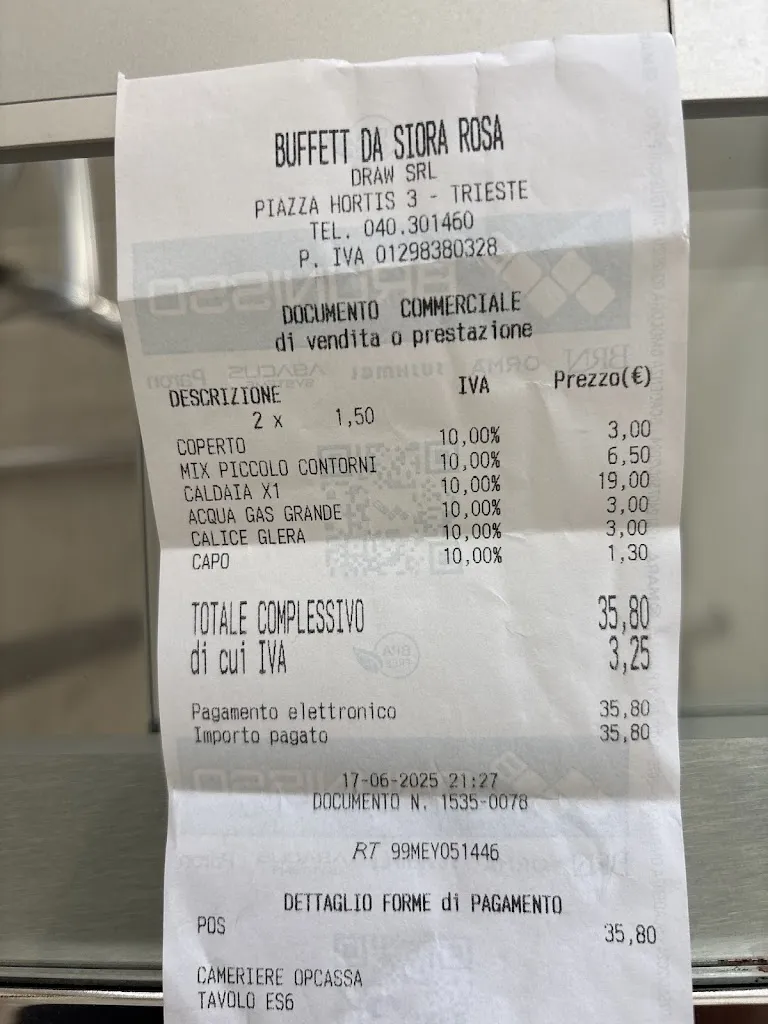 BUFFETT DA SIORA ROSA
DRAW SRL
PIAZZA HORTIS 3 - TRIESTE
TEL. 040.301460
P. IVA 01298380328
DOCUMENTO COMMERCIALE
di vendita o prestazione
DESCRIZIONE IVA Prezzo(€)
2 x 1,50
COPERTO 10,00% 3,00
MIX PICCOLO CONTORNI 10,00% 6,50
CALDAIA X1 10,00% 19,00
ACQUA GAS GRANDE 10,00% 3,00
CALICE GLERA 10,00% 3,00
CAPO 10,00% 1,30
TOTALE COMPLESSIVO 35,80
di cui IVA 3,25
Pagamento elettronico 35,80
Importo pagato 35,80
17-06-2025 21:27
DOCUMENTO N. 1535-0078
RT 99MEY051446
DETTAGLIO FORME di PAGAMENTO
POS 35,80
CAMERIERE OPCASSA
TAVOLO ES6